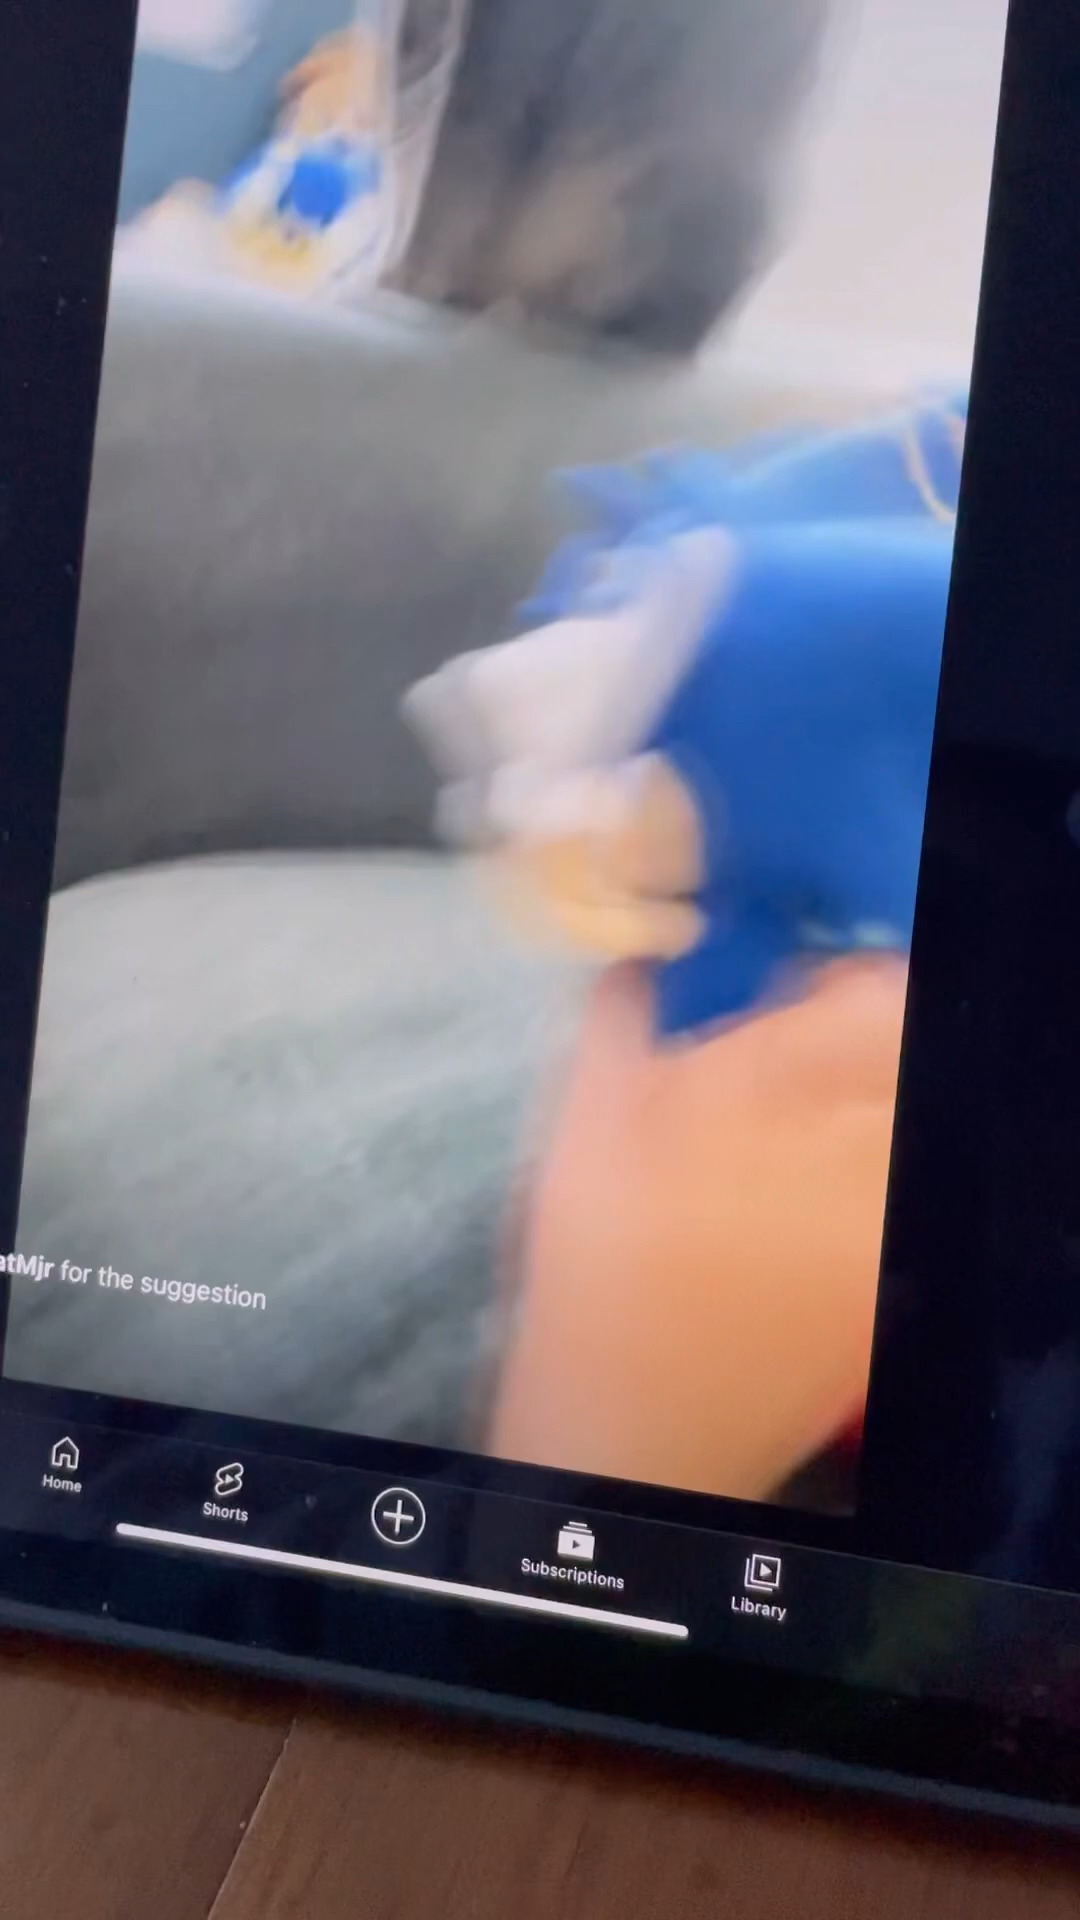 atMjr for the suggestion
Home
Shorts
Subscriptions
Library